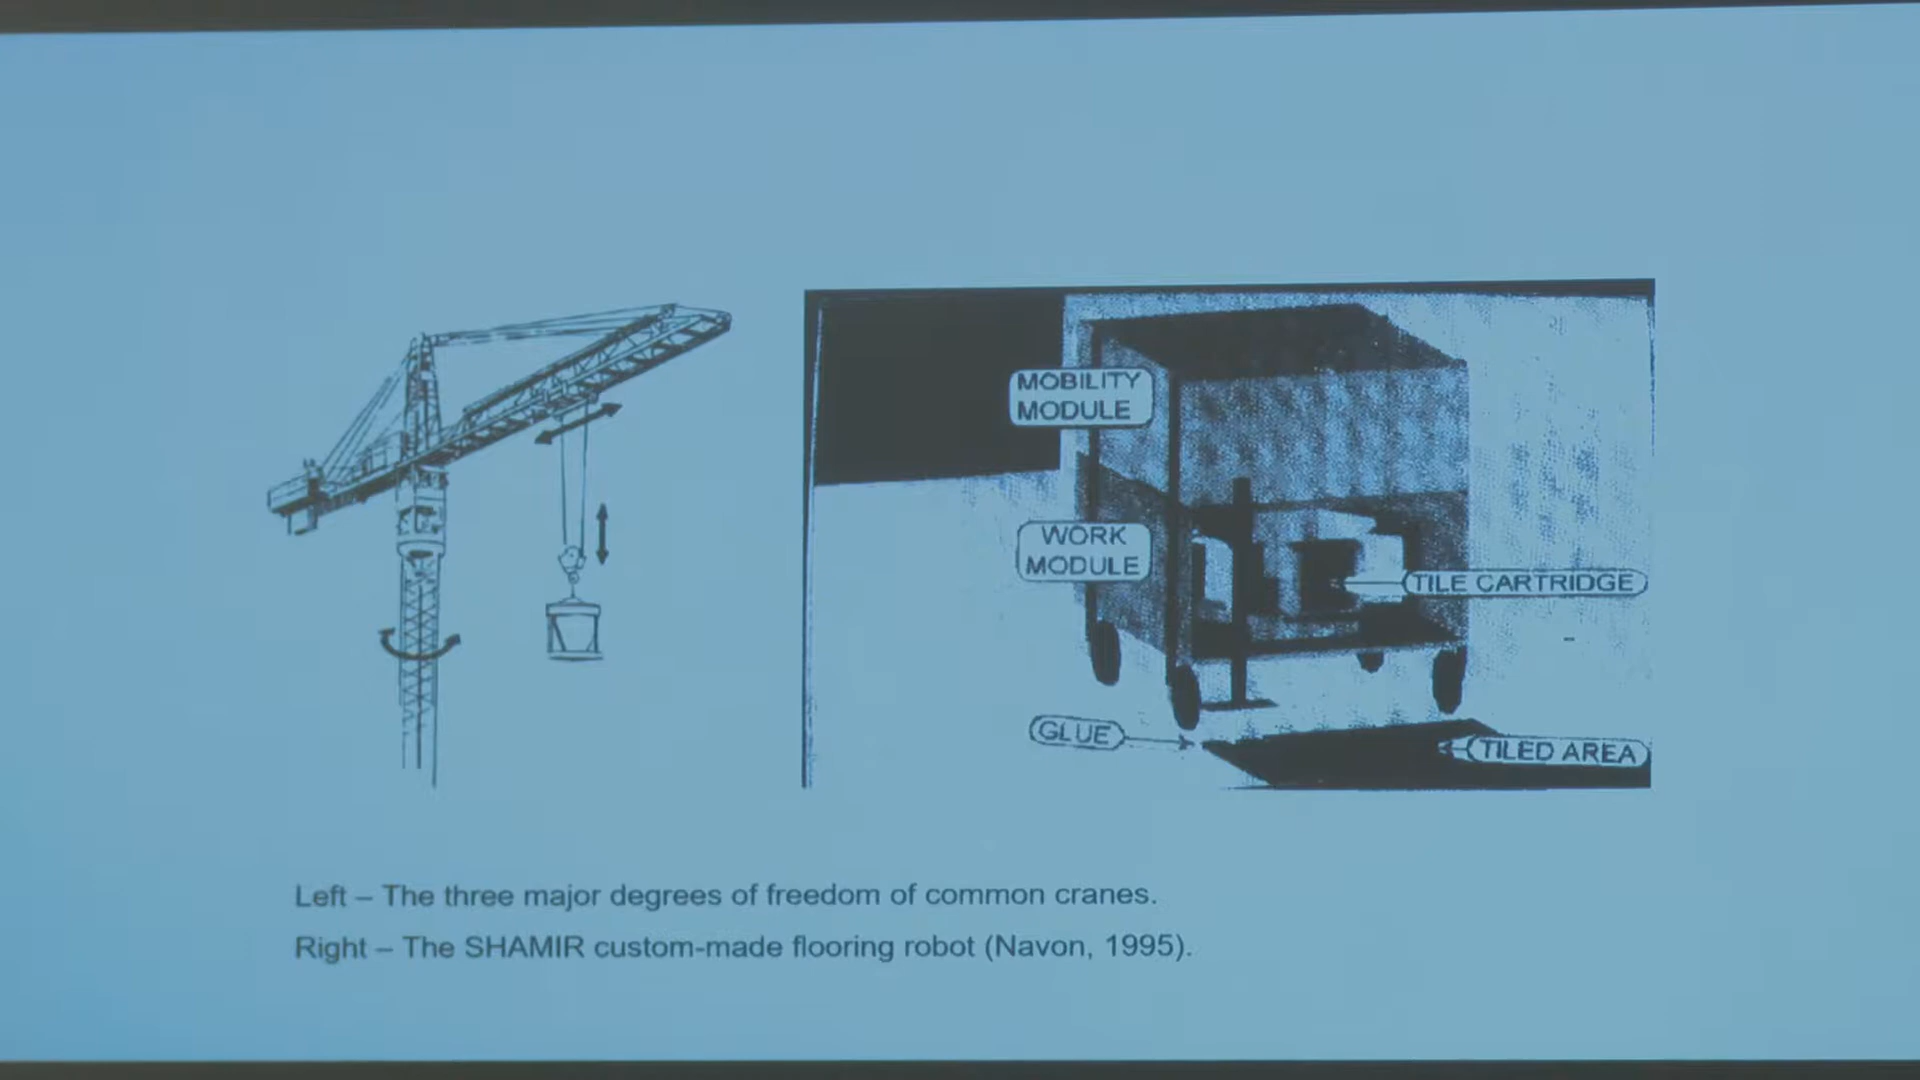 MOBILITY
MODULE
WORK
MODULE
TILE CARTRIDGE
GLUE
TILED AREA
Left – The three major degrees of freedom of common cranes.
Right – The SHAMIR custom-made flooring robot (Navon, 1995).